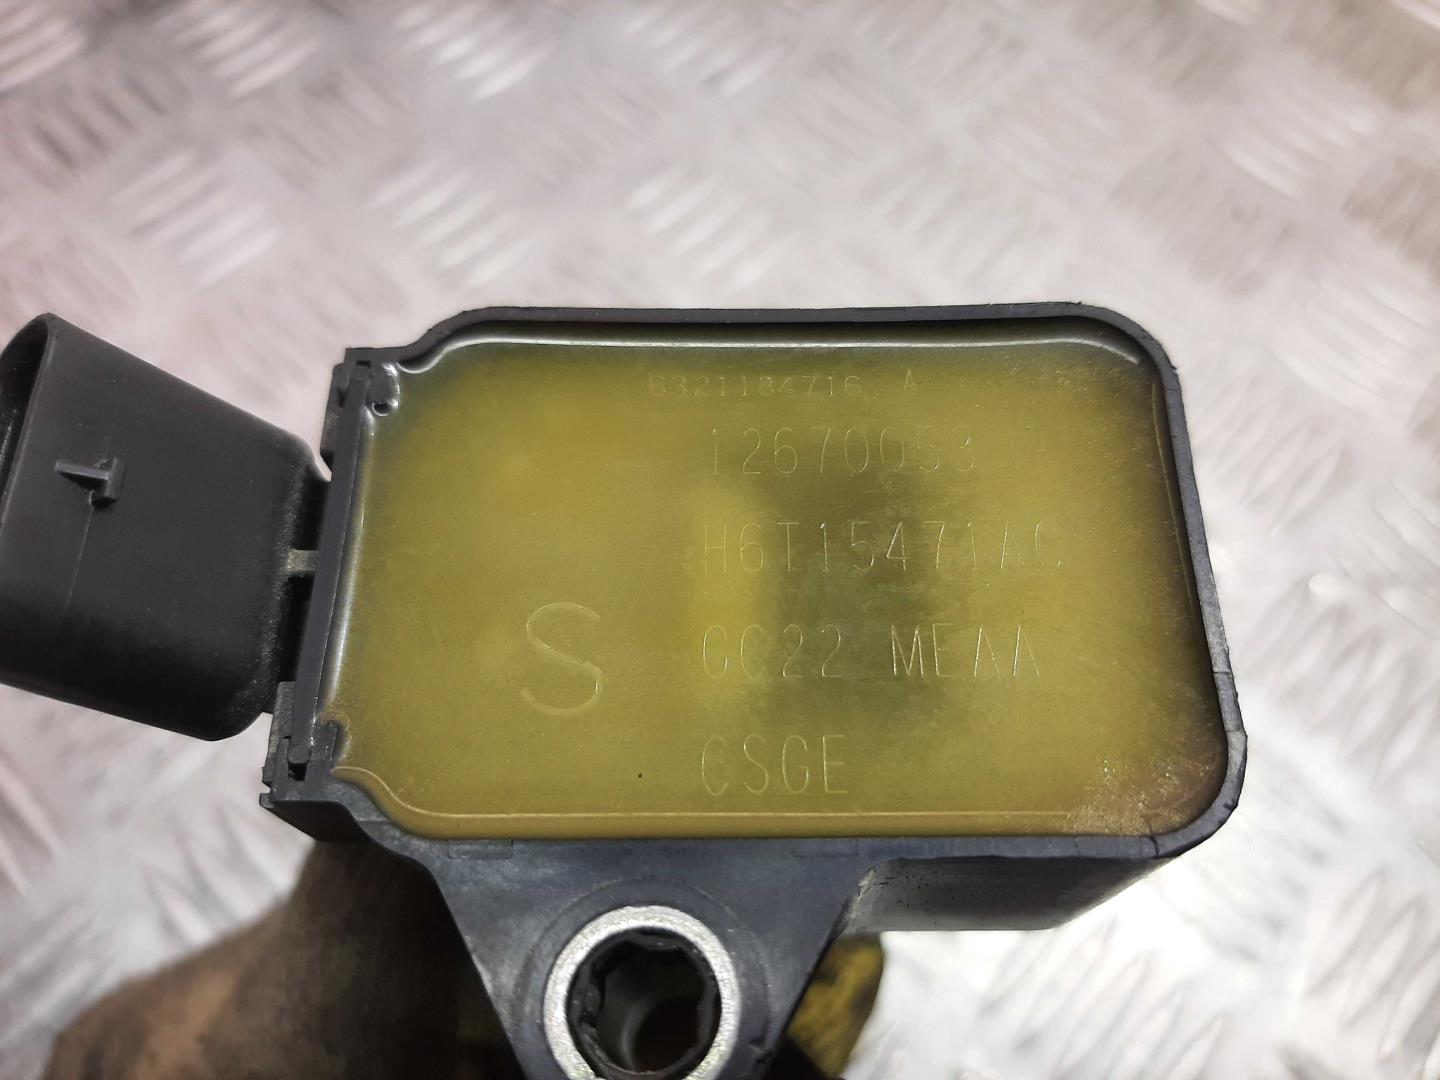 6321184716 A
12670053
H6T15471AC
GC22 MEAA
S
CSGE